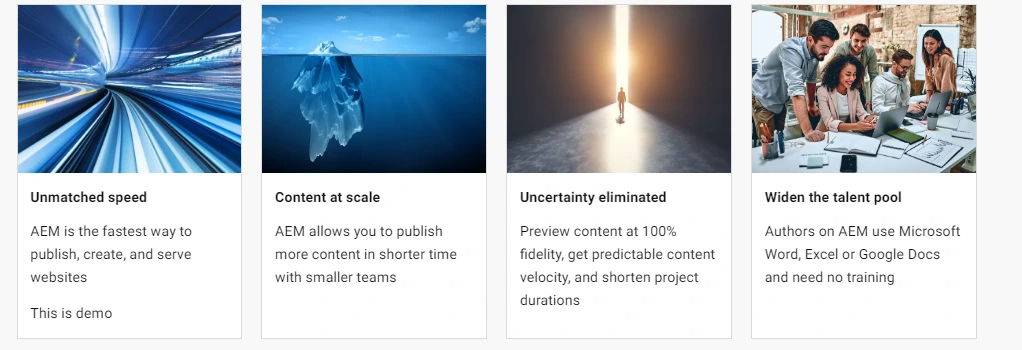 Unmatched speed
AEM is the fastest way to
publish, create, and serve
websites
This is demo
Content at scale
AEM allows you to publish
more content in shorter time
with smaller teams
Uncertainty eliminated
Preview content at 100%
fidelity, get predictable content
velocity, and shorten project
durations
Widen the talent pool
Authors on AEM use Microsoft
Word, Excel or Google Docs
and need no training